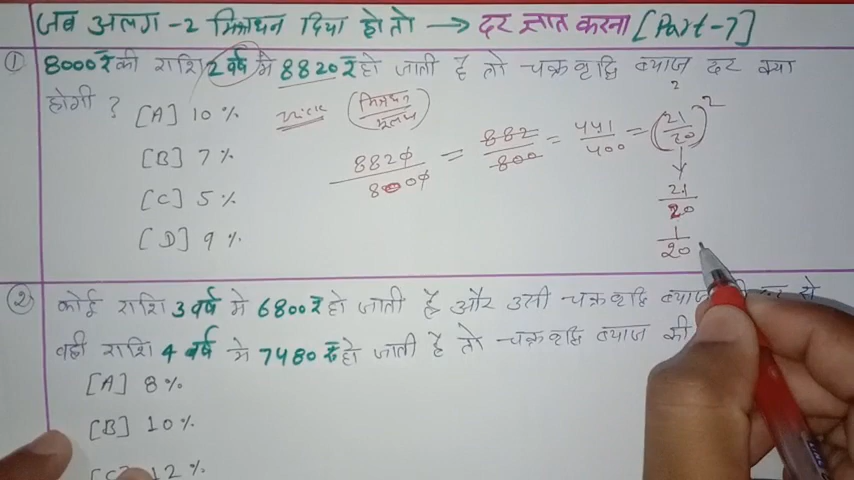 जब अलग-2 मिश्रधन दिया हो तो → दर ज्ञात करना [Part-7]
① 8000₹ की राशि 2 वर्ष मे 8820₹ हो जाती है तो चक्रवृद्धि ब्याज दर क्या
होगी ?
[A] 10 %
[B] 7 %
[C] 5 %
[D] 9 %
Trick (मिश्रधन/मूलधन)
8820/8000 = 882/800 = 441/400 = (21/20)²
2
↓
21/20
1/20
② कोई राशि 3 वर्ष मे 6800₹ हो जाती है और उसी चक्रवृद्धि ब्याज से
वही राशि 4 वर्ष मे 7480₹ हो जाती है तो चक्रवृद्धि ब्याज की
[A] 8 %
[B] 10 %
[C] 12 %